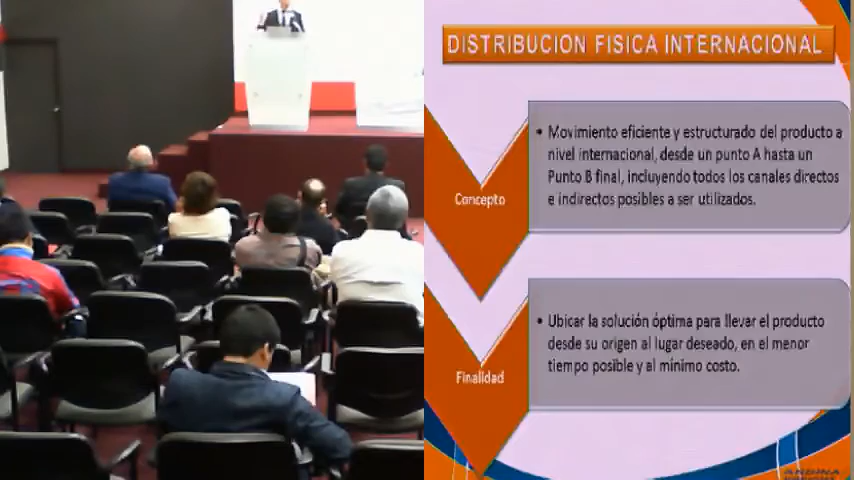 DISTRIBUCION FISICA INTERNACIONAL
Concepto
• Movimiento eficiente y estructurado del producto a
nivel internacional, desde un punto A hasta un
Punto B final, incluyendo todos los canales directos
e indirectos posibles a ser utilizados.
Finalidad
• Ubicar la solución óptima para llevar el producto
desde su origen al lugar deseado, en el menor
tiempo posible y al mínimo costo.
ANDINA